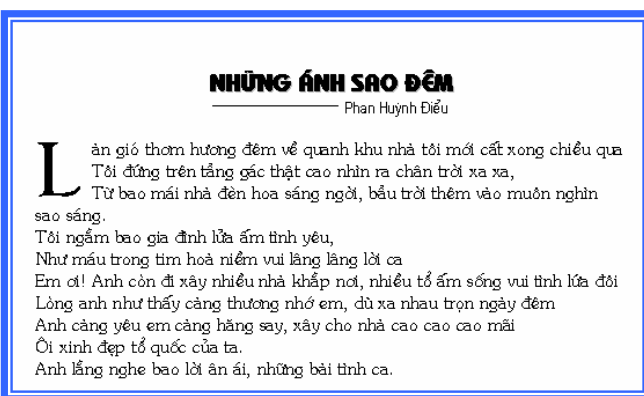 NHỮNG ÁNH SAO ĐÊM
Phan Huỳnh Điểu
Làn gió thơm hương đêm về quanh khu nhà tôi mới cất xong chiều qua
Tôi đứng trên tầng gác thật cao nhìn ra chân trời xa xa,
Từ bao mái nhà đèn hoa sáng ngời, bầu trời thêm vào muôn nghìn
sao sáng.
Tôi ngắm bao gia đình lửa ấm tình yêu,
Như máu trong tim hoà niềm vui lâng lâng lời ca
Em ơi! Anh còn đi xây nhiều nhà khắp nơi, nhiều tổ ấm sống vui tình lứa đôi
Lòng anh như thấy càng thương nhớ em, dù xa nhau trọn ngày đêm
Anh càng yêu em càng hăng say, xây cho nhà cao cao cao mãi
Ôi xinh đẹp tổ quốc của ta.
Anh lắng nghe bao lời ân ái, những bài tình ca.